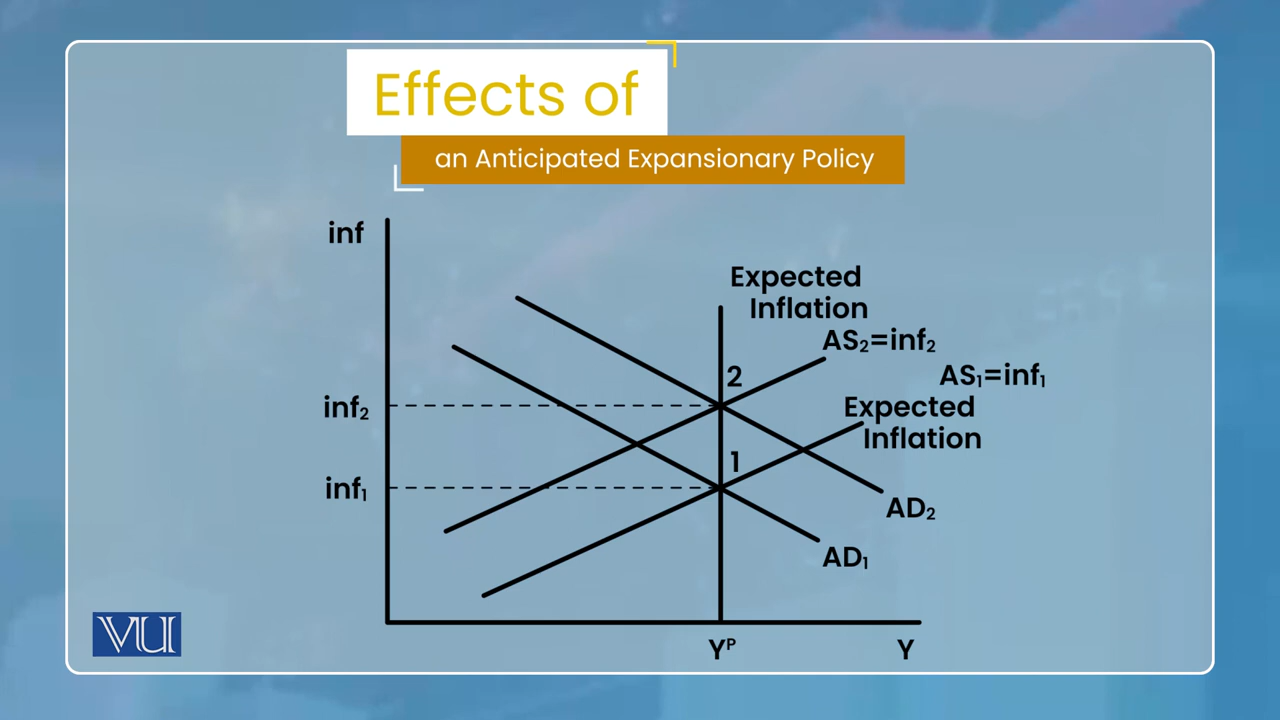 Effects of
an Anticipated Expansionary Policy
inf
Expected
Inflation
AS₂=inf₂
AS₁=inf₁
2
Expected
inf₂
Inflation
1
inf₁
AD₂
AD₁
VU
Yᴾ
Y